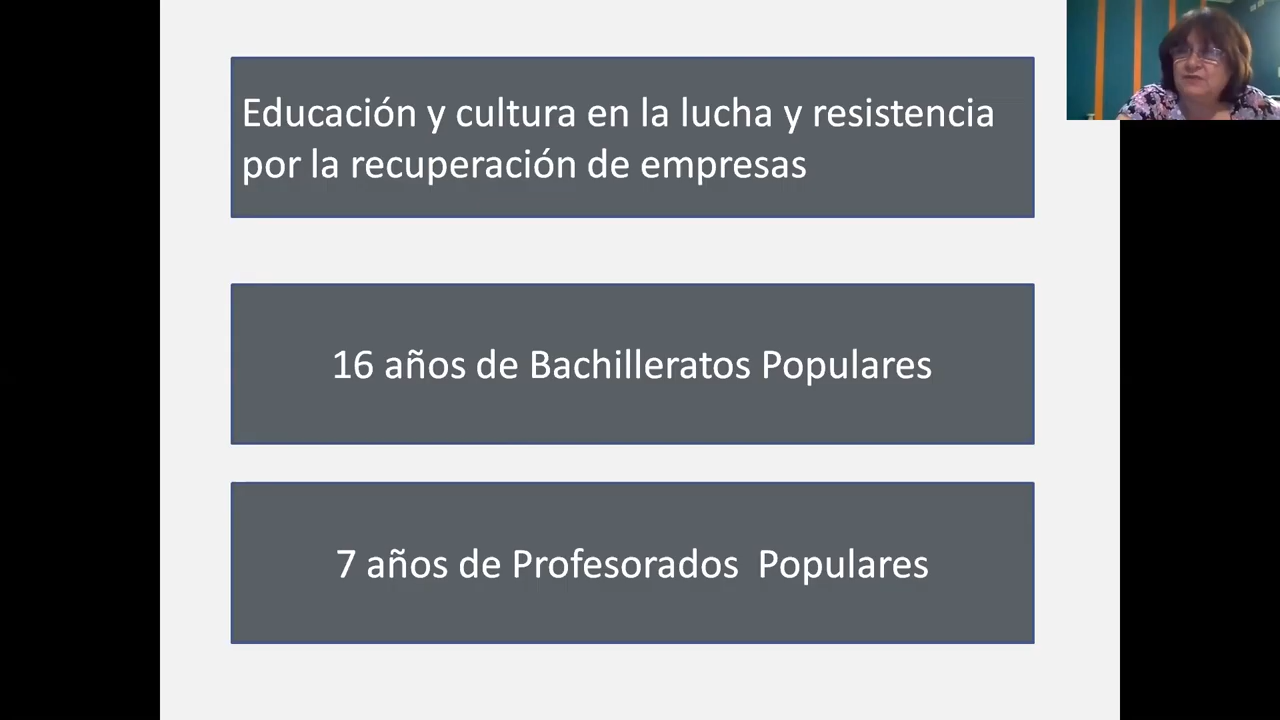 Educación y cultura en la lucha y resistencia
por la recuperación de empresas
16 años de Bachilleratos Populares
7 años de Profesorados  Populares